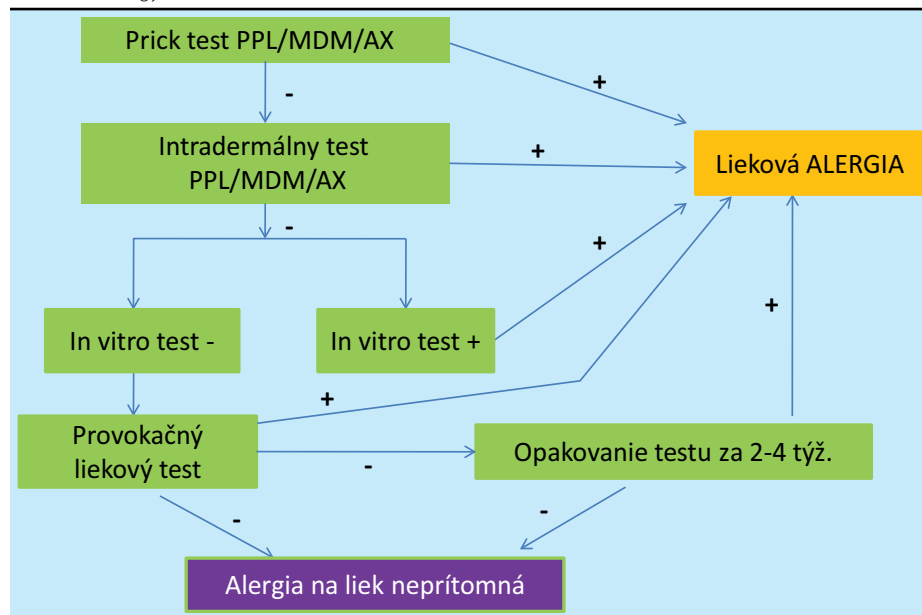 Prick test PPL/MDM/AX
+
-
Intradermálny test
PPL/MDM/AX
+
Lieková ALERGIA
-
+
+
In vitro test -
In vitro test +
+
Provokačný
liekový test
-
Opakovanie testu za 2-4 týž.
-
-
Alergia na liek neprítomná